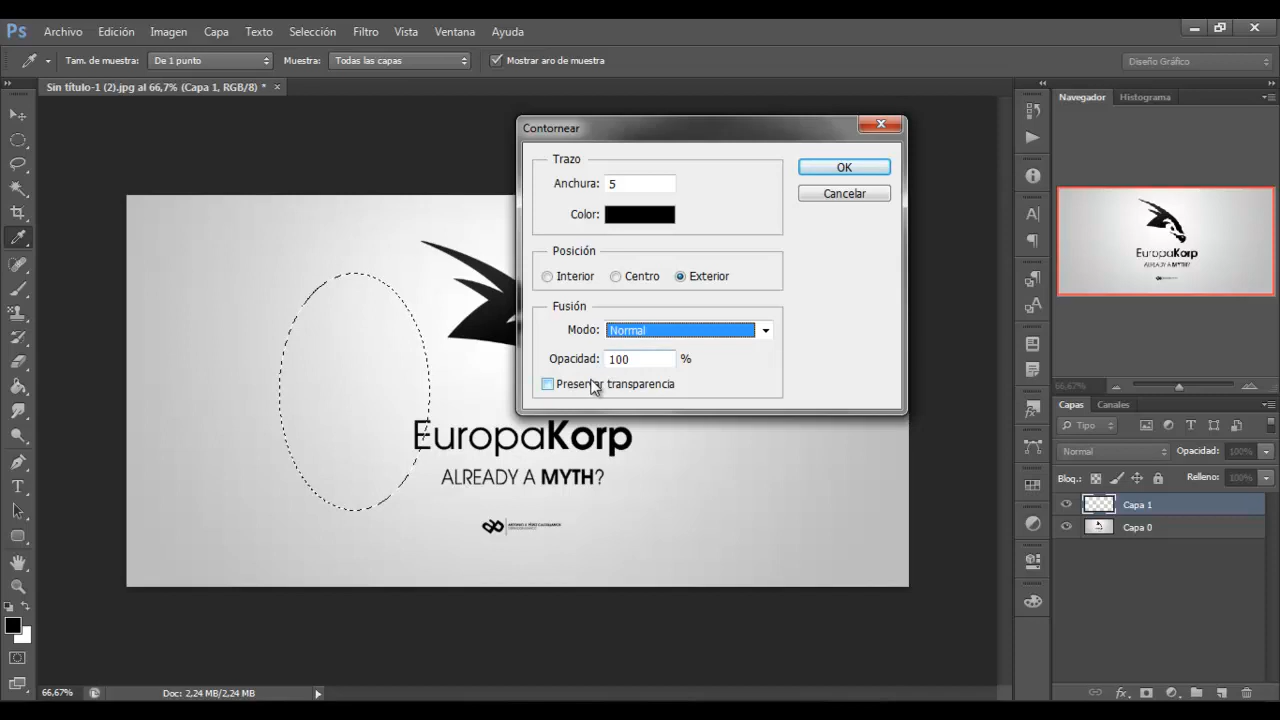 Ps Archivo Edición Imagen Capa Texto Selección Filtro Vista Ventana Ayuda
Tam. de muestra: De 1 punto Muestra: Todas las capas Mostrar aro de muestra Diseño Gráfico
Sin título-1 (2).jpg al 66,7% (Capa 1, RGB/8) *
Navegador Histograma
Contornear
Trazo
OK
Anchura: 5
Cancelar
Color:
Posición
Interior Centro Exterior
Fusión
Modo: Normal
Opacidad: 100 %
Preservar transparencia
EuropaKorp
ALREADY A MYTH?
EuropaKorp
ALREADY A MYTH?
66,67%
Capas Canales
Tipo
Normal Opacidad: 100%
Bloq.: Relleno: 100%
Capa 1
Capa 0
66,67% Doc: 2,24 MB/2,24 MB